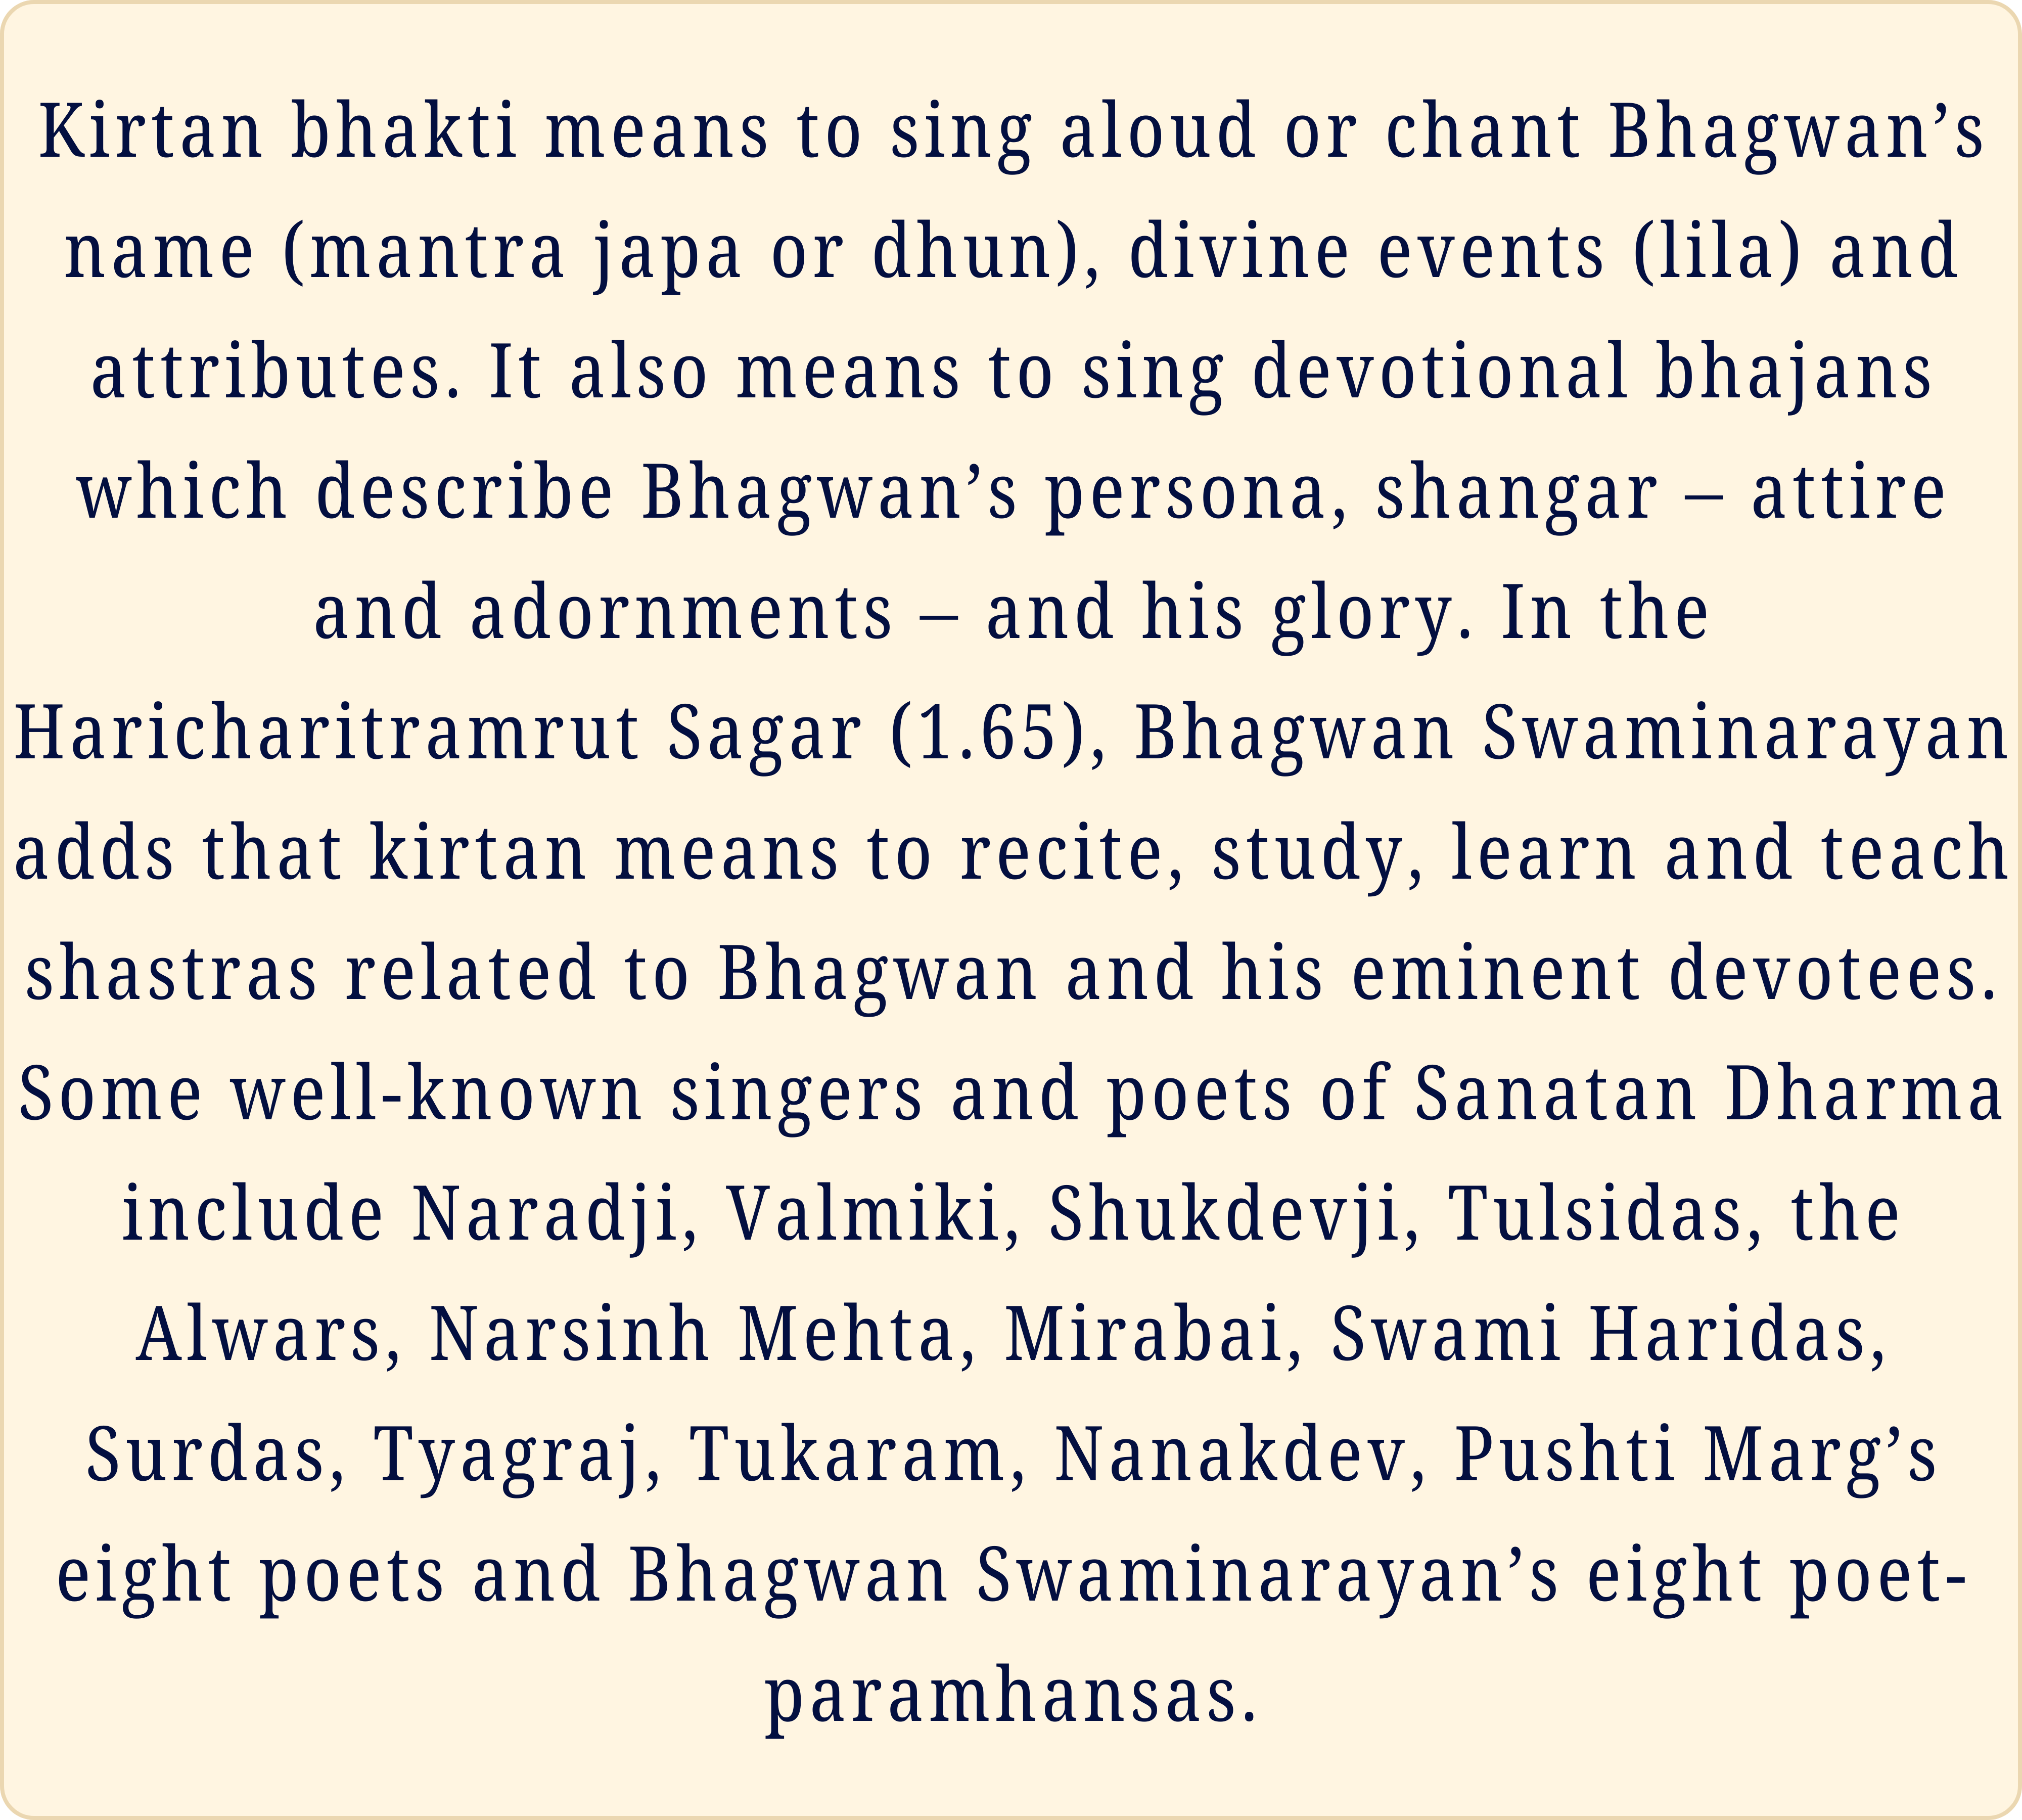 Kirtan bhakti means to sing aloud or chant Bhagwan’s
name (mantra japa or dhun), divine events (lila) and
attributes. It also means to sing devotional bhajans
which describe Bhagwan’s persona, shangar – attire
and adornments – and his glory. In the
Haricharitramrut Sagar (1.65), Bhagwan Swaminarayan
adds that kirtan means to recite, study, learn and teach
shastras related to Bhagwan and his eminent devotees.
Some well-known singers and poets of Sanatan Dharma
include Naradji, Valmiki, Shukdevji, Tulsidas, the
Alwars, Narsinh Mehta, Mirabai, Swami Haridas,
Surdas, Tyagraj, Tukaram, Nanakdev, Pushti Marg’s
eight poets and Bhagwan Swaminarayan’s eight poet-
paramhansas.